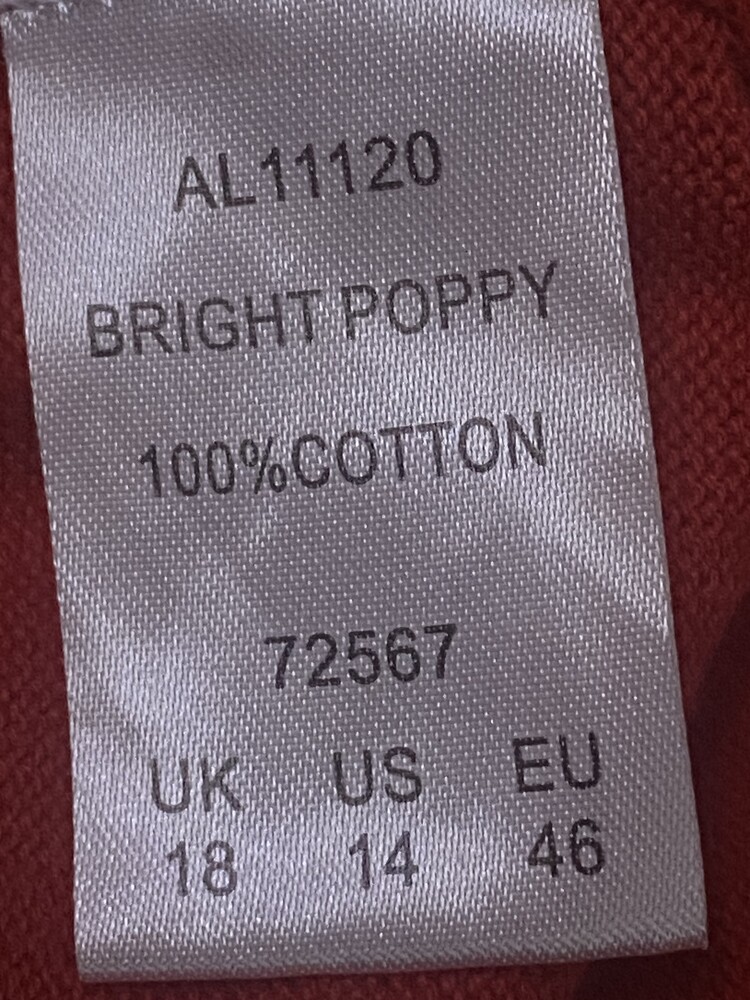 AL11120
BRIGHT POPPY
100%COTTON
72567
UK US EU
18 14 46